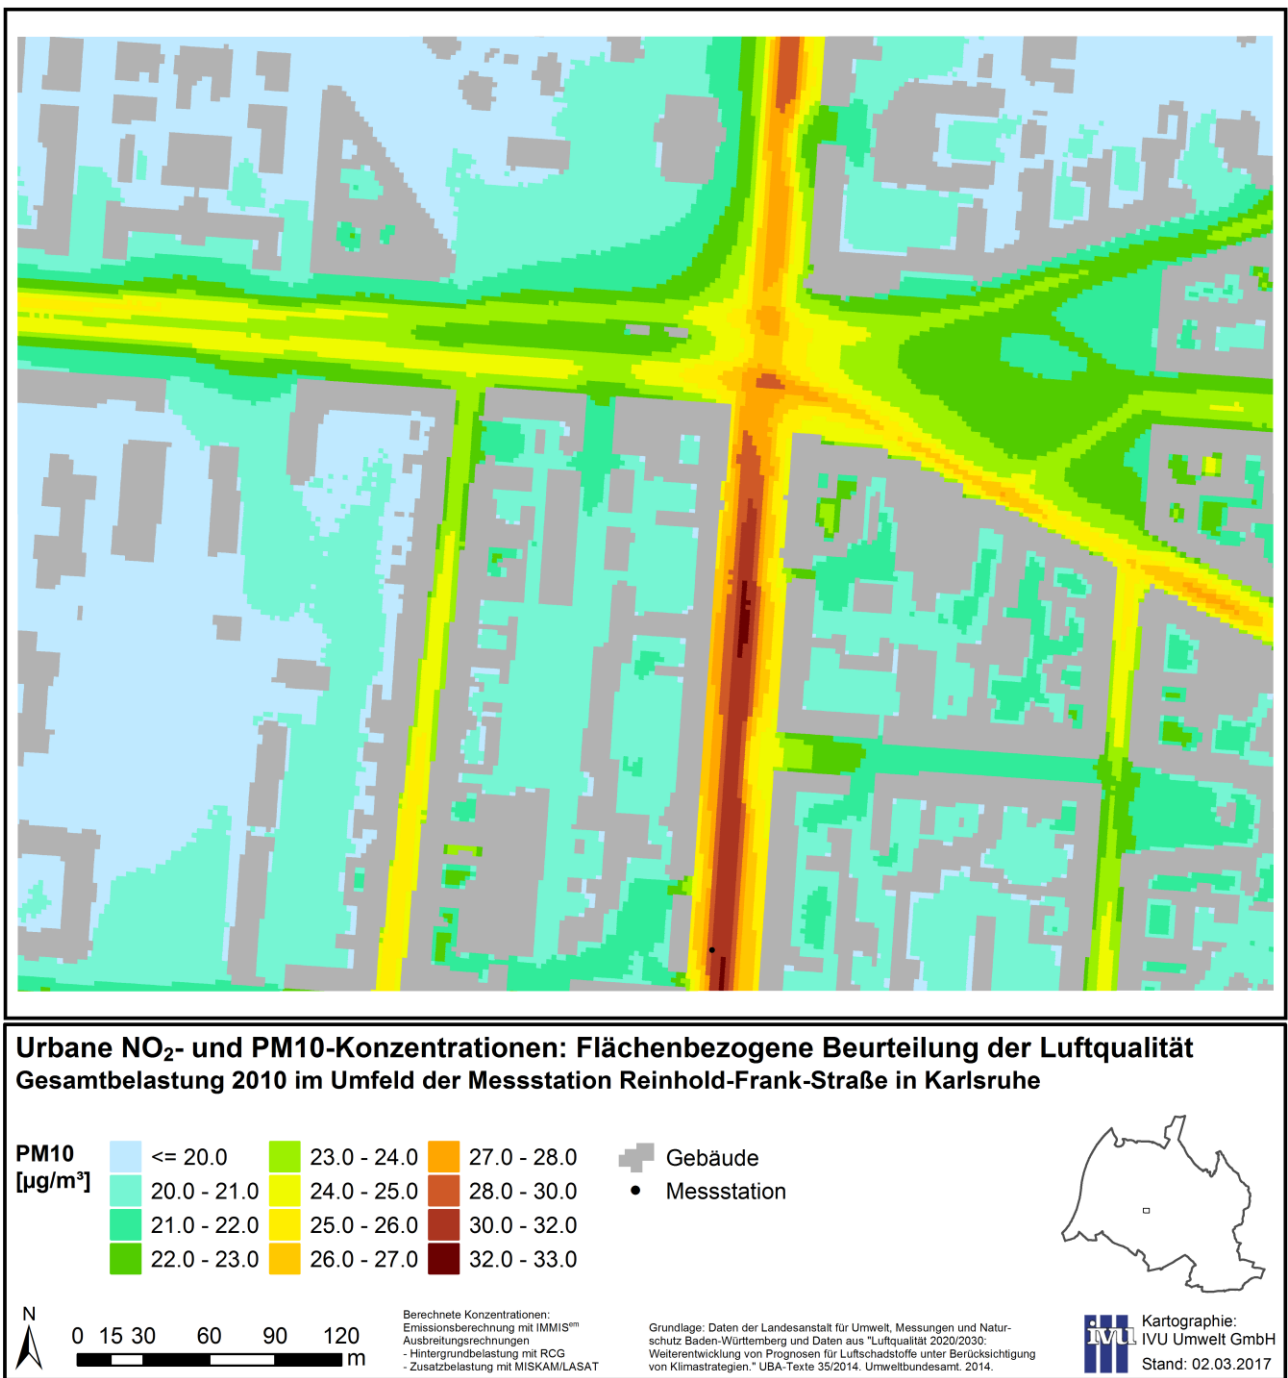 Urbane NO₂- und PM10-Konzentrationen: Flächenbezogene Beurteilung der Luftqualität
Gesamtbelastung 2010 im Umfeld der Messstation Reinhold-Frank-Straße in Karlsruhe
PM10
[µg/m³]
<= 20.0
20.0 - 21.0
21.0 - 22.0
22.0 - 23.0
23.0 - 24.0
24.0 - 25.0
25.0 - 26.0
26.0 - 27.0
27.0 - 28.0
28.0 - 30.0
30.0 - 32.0
32.0 - 33.0
Gebäude
Messstation
N
0 15 30 60 90 120
m
Berechnete Konzentrationen:
Emissionsberechnung mit IMMISᵉᵐ
Ausbreitungsrechnungen
- Hintergrundbelastung mit RCG
- Zusatzbelastung mit MISKAM/LASAT
Grundlage: Daten der Landesanstalt für Umwelt, Messungen und Natur-
schutz Baden-Württemberg und Daten aus "Luftqualität 2020/2030:
Weiterentwicklung von Prognosen für Luftschadstoffe unter Berücksichtigung
von Klimastrategien." UBA-Texte 35/2014. Umweltbundesamt. 2014.
ivu
Kartographie:
IVU Umwelt GmbH
Stand: 02.03.2017